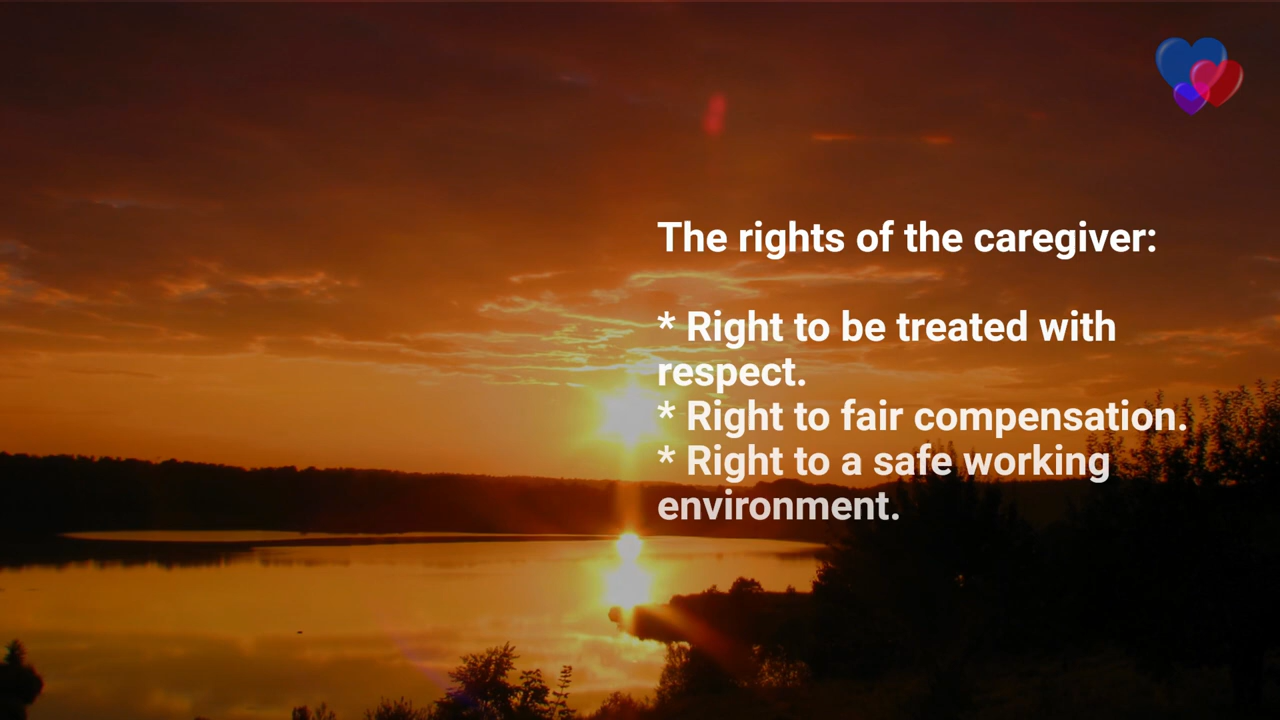 The rights of the caregiver:
* Right to be treated with
respect.
* Right to fair compensation.
* Right to a safe working
environment.